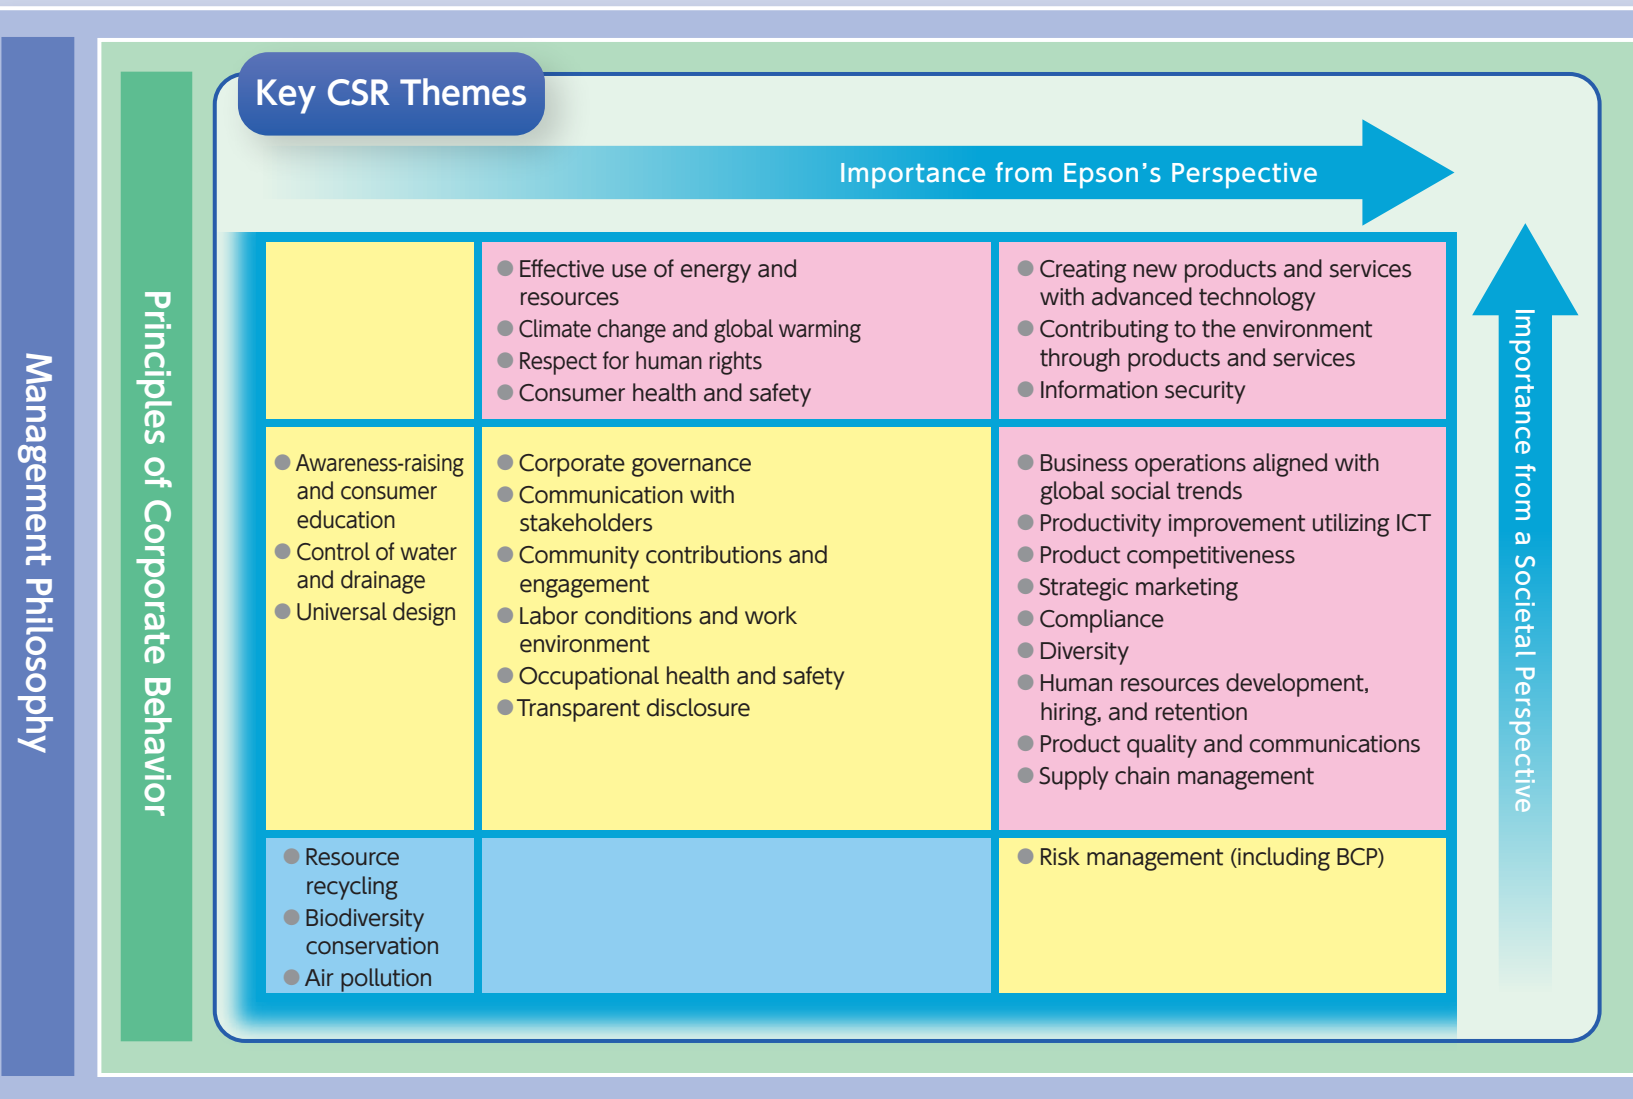 Management Philosophy
Principles of Corporate Behavior
Key CSR Themes
Importance from Epson's Perspective
Importance from a Societal Perspective
● Effective use of energy and
resources
● Climate change and global warming
● Respect for human rights
● Consumer health and safety
● Creating new products and services
with advanced technology
● Contributing to the environment
through products and services
● Information security
● Awareness-raising
and consumer
education
● Control of water
and drainage
● Universal design
● Corporate governance
● Communication with
stakeholders
● Community contributions and
engagement
● Labor conditions and work
environment
● Occupational health and safety
● Transparent disclosure
● Business operations aligned with
global social trends
● Productivity improvement utilizing ICT
● Product competitiveness
● Strategic marketing
● Compliance
● Diversity
● Human resources development,
hiring, and retention
● Product quality and communications
● Supply chain management
● Resource
recycling
● Biodiversity
conservation
● Air pollution
● Risk management (including BCP)